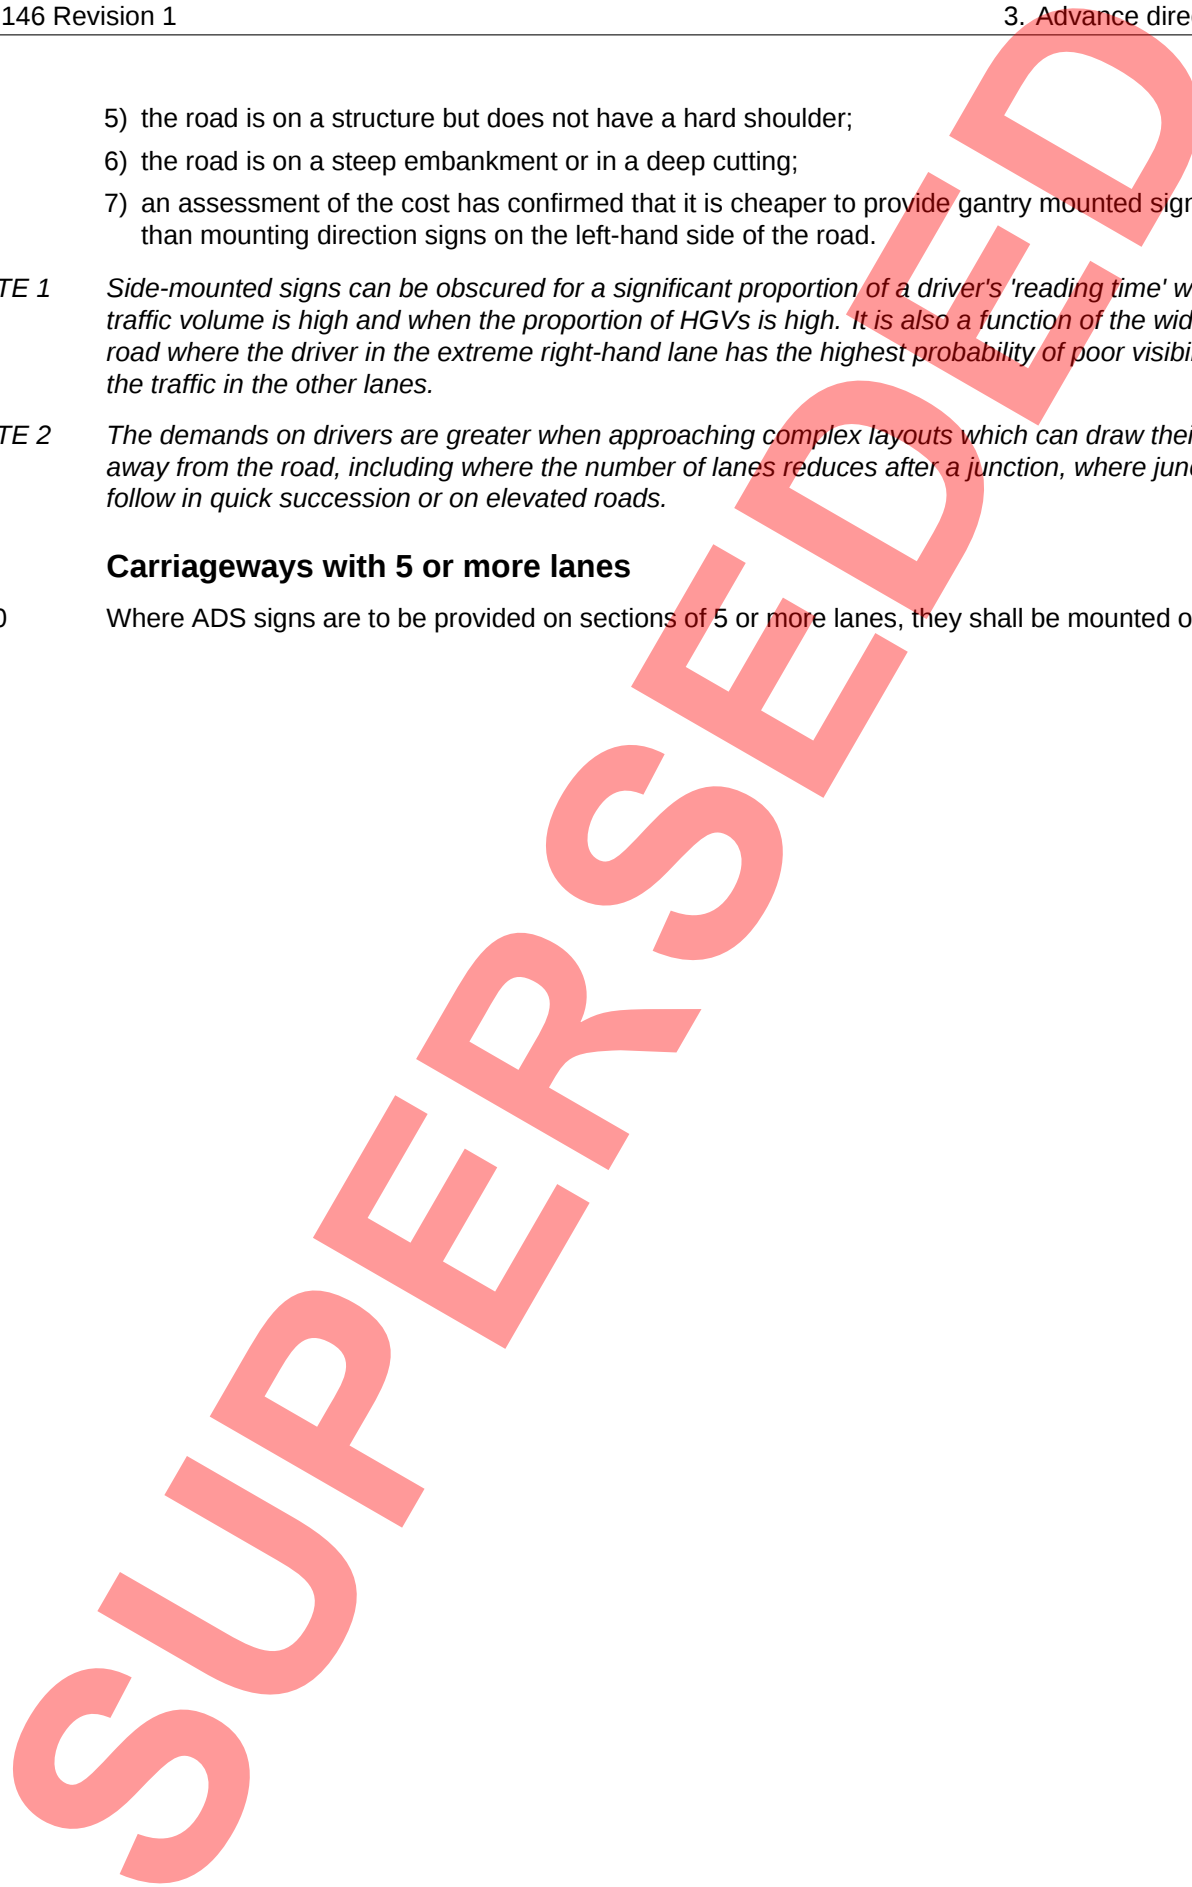 146 Revision 1 3. Advance
5) the road is on a structure but does not have a hard shoulder;
6) the road is on a steep embankment or in a deep cutting;
7) an assessment of the cost has confirmed that it is cheaper to provide gantry mounted
than mounting direction signs on the left-hand side of the road.
1 Side-mounted signs can be obscured for a significant proportion of a driver's 'reading time'
traffic volume is high and when the proportion of HGVs is high. It is also a function of the
road where the driver in the extreme right-hand lane has the highest probability of poor
the traffic in the other lanes.
2 The demands on drivers are greater when approaching complex layouts which can draw
away from the road, including where the number of lanes reduces after a junction, where
follow in quick succession or on elevated roads.
Carriageways with 5 or more lanes
Where ADS signs are to be provided on sections of 5 or more lanes, they shall be mounted
SUPERSEDED